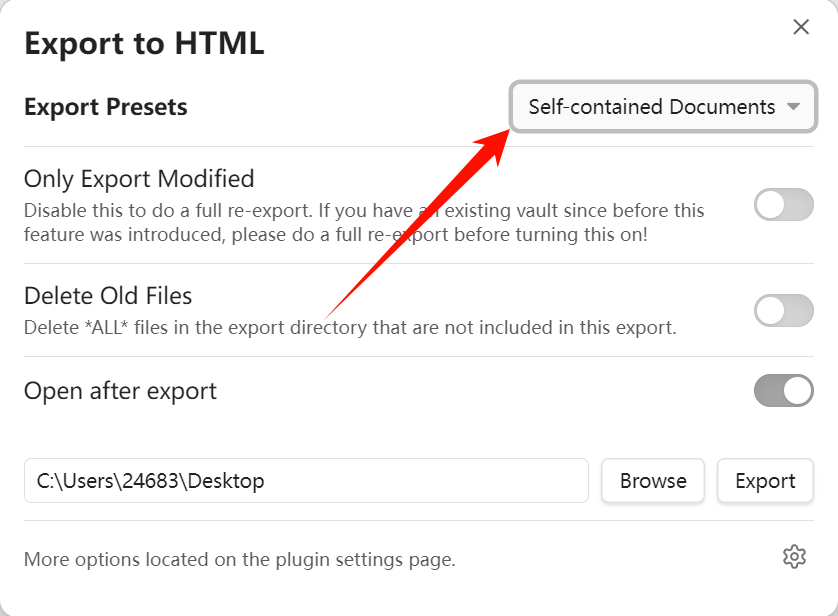 Export to HTML
Export Presets
Self-contained Documents
Only Export Modified
Disable this to do a full re-export. If you have an existing vault since before this
feature was introduced, please do a full re-export before turning this on!
Delete Old Files
Delete *ALL* files in the export directory that are not included in this export.
Open after export
C:\Users\24683\Desktop
Browse
Export
More options located on the plugin settings page.